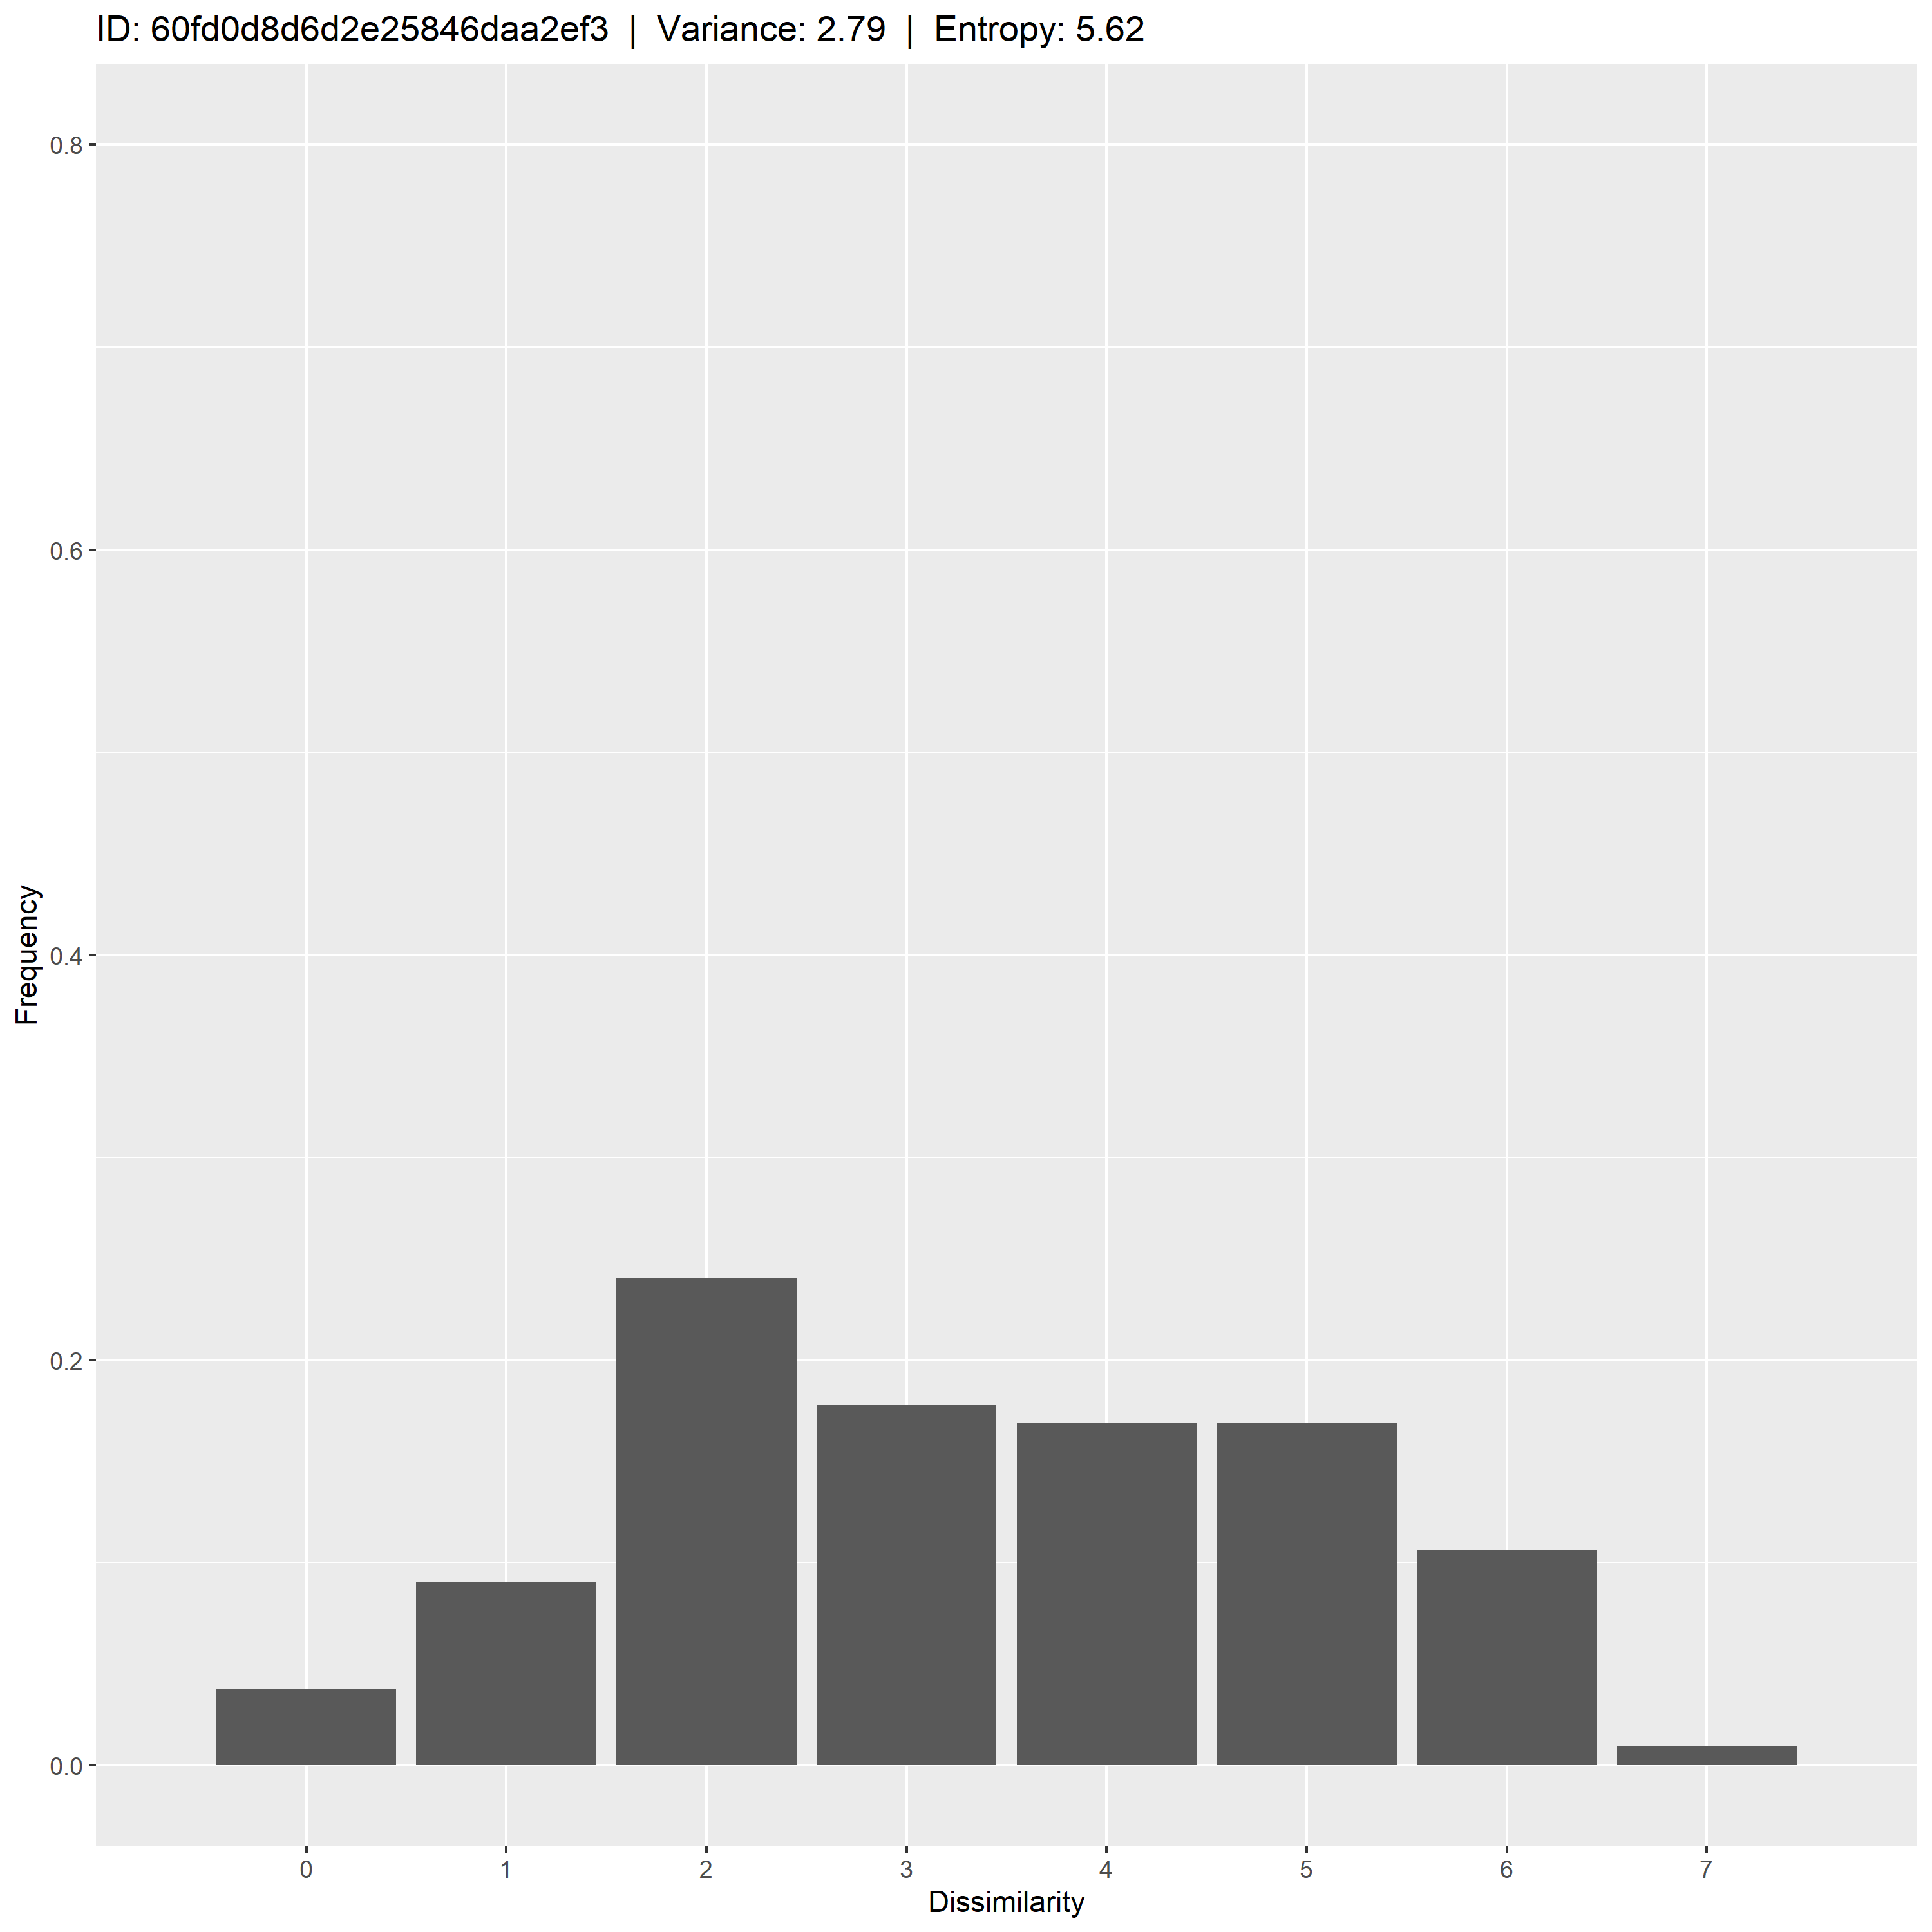 ID: 60fd0d8d6d2e25846daa2ef3 | Variance: 2.79 | Entropy: 5.62
Frequency
0.8
0.6
0.4
0.2
0.0
0 1 2 3 4 5 6 7
Dissimilarity